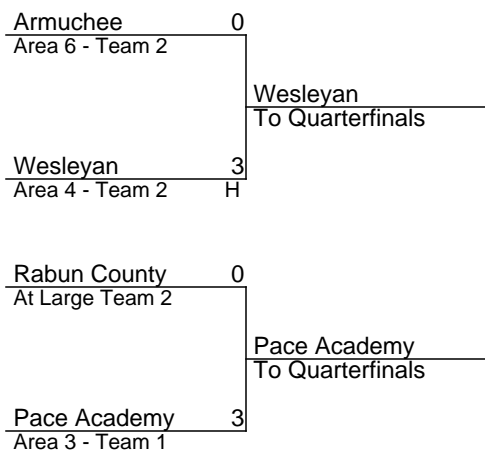 Armuchee 0
Area 6 - Team 2
Wesleyan
To Quarterfinals
Wesleyan 3
Area 4 - Team 2 H
Rabun County 0
At Large Team 2
Pace Academy
To Quarterfinals
Pace Academy 3
Area 3 - Team 1